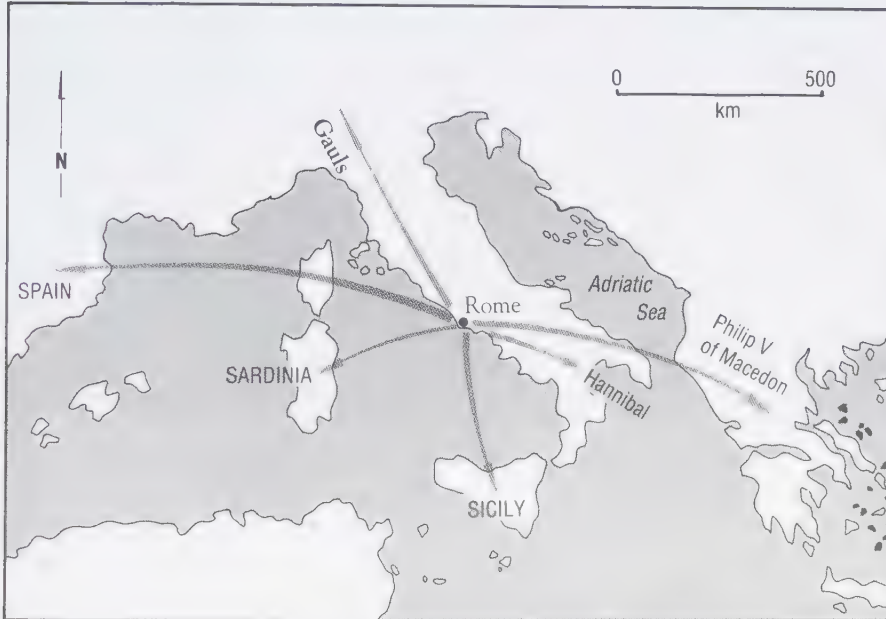 0 500
km
N
Gauls
SPAIN
Rome
Adriatic
Sea
SARDINIA
Philip V
of Macedon
Hannibal
SICILY